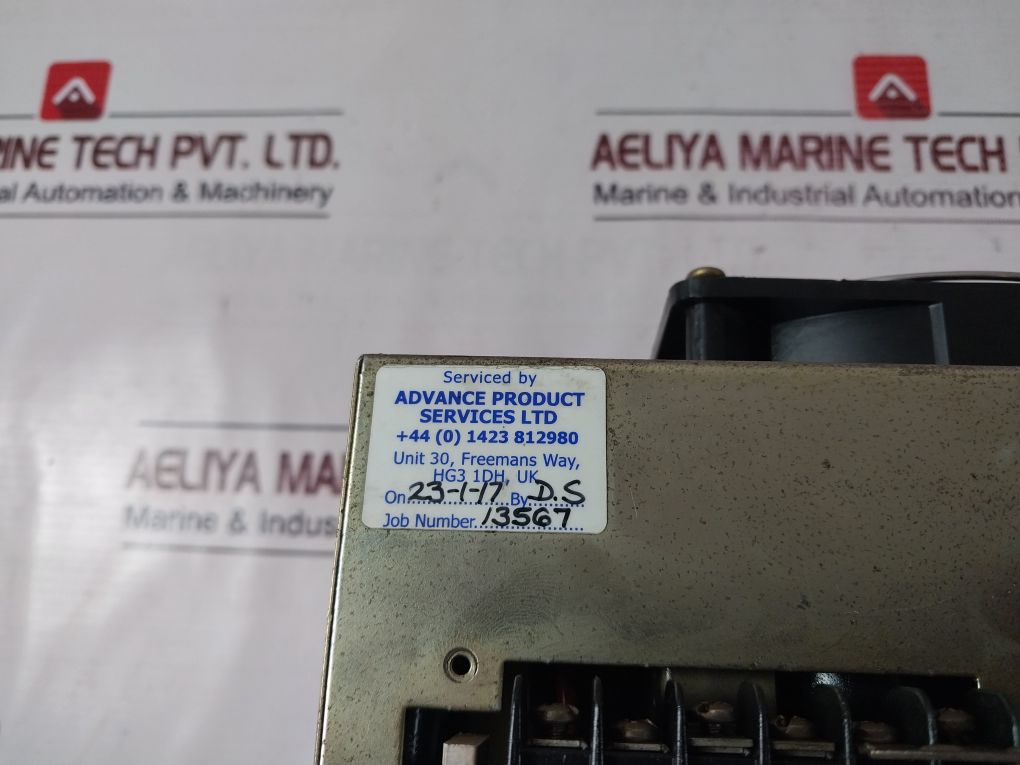 RINE TECH PVT. LTD.
al Automation & Machinery
AELIYA MARINE TECH
Marine & Industrial Automation
AELIYA MAR
Marine & Indus
Serviced by
ADVANCE PRODUCT
SERVICES LTD
+44 (0) 1423 812980
Unit 30, Freemans Way,
HG3 1DH, UK
On 23-1-17 By D.S
Job Number 13567